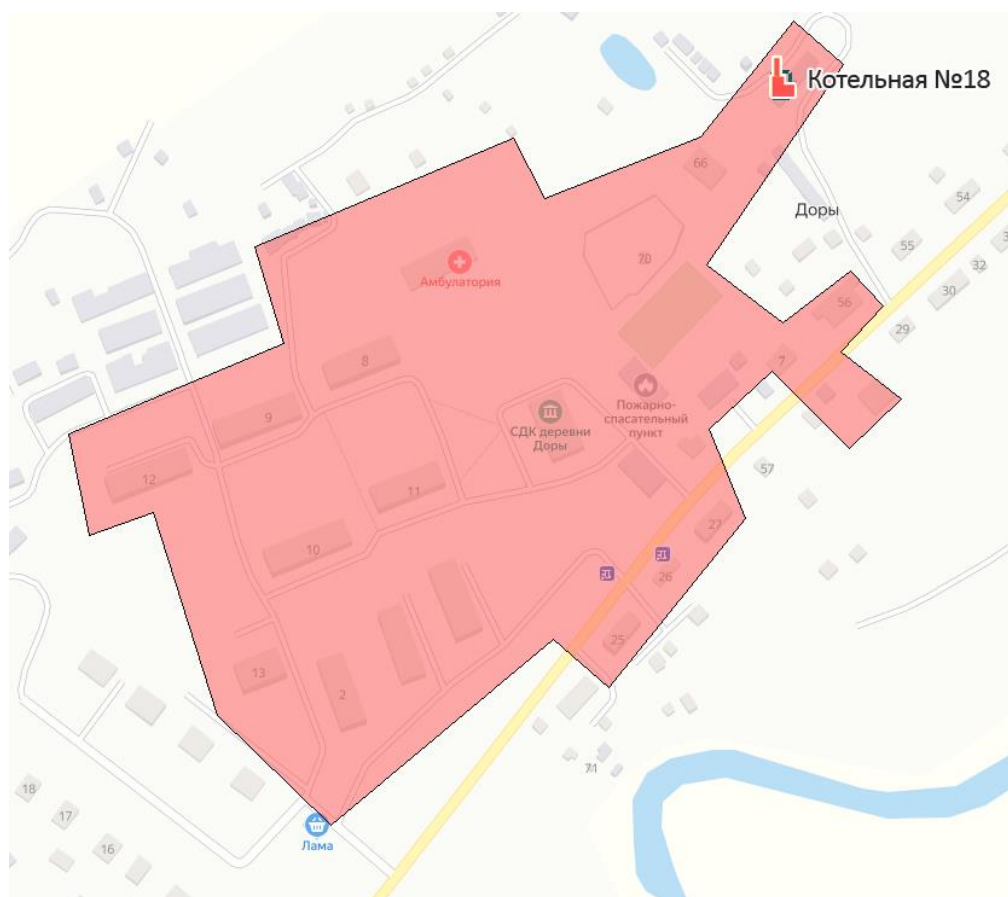 Котельная №18
66
Доры
54
55
32
30
29
56
7
70
Амбулатория
8
9
Пожарно-
спасательный
пункт
СДК деревни
Доры
12
11
10
57
27
26
25
13
2
71
18
17
16
Лама